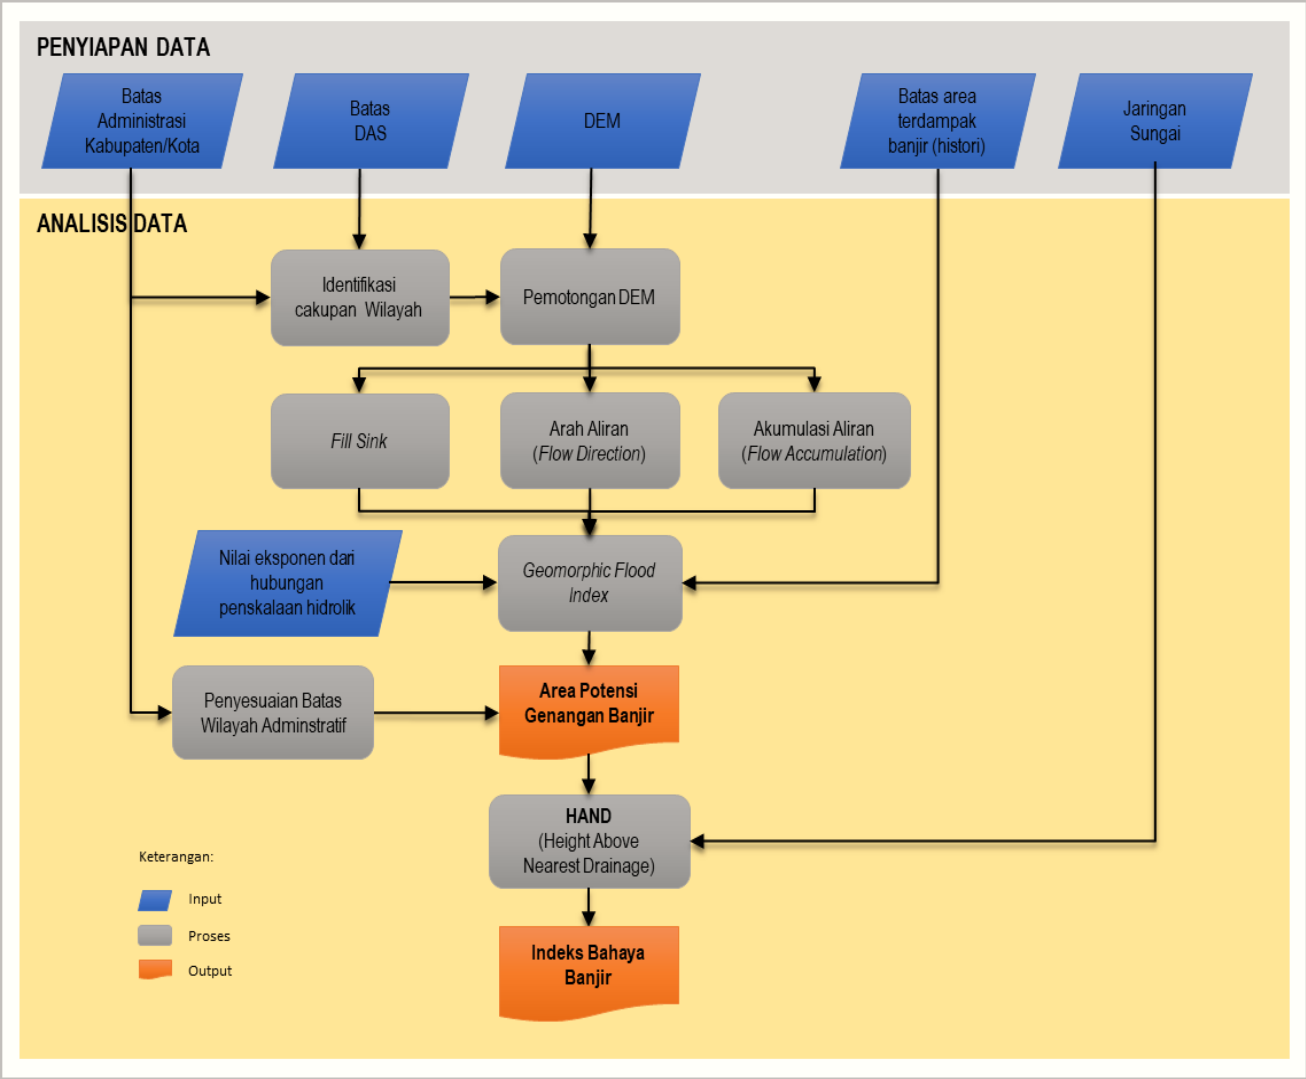 PENYIAPAN DATA
Batas
Administrasi
Kabupaten/Kota
Batas
DAS
DEM
Batas area
terdampak
banjir (histori)
Jaringan
Sungai
ANALISIS DATA
Identifikasi
cakupan Wilayah
Pemotongan DEM
Fill Sink
Arah Aliran
(Flow Direction)
Akumulasi Aliran
(Flow Accumulation)
Nilai eksponen dari
hubungan
penskalaan hidrolik
Geomorphic Flood
Index
Penyesuaian Batas
Wilayah Adminstratif
Area Potensi
Genangan Banjir
HAND
(Height Above
Nearest Drainage)
Keterangan:
Input
Proses
Output
Indeks Bahaya
Banjir